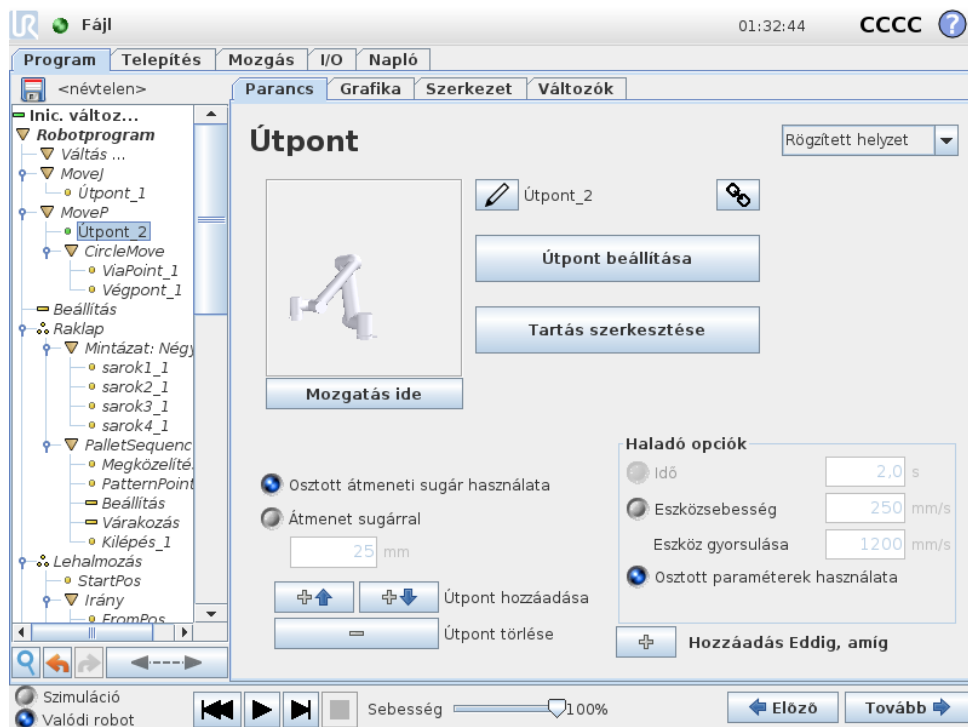 UR Fájl 01:32:44 CCCC ?
Program Telepítés Mozgás I/O Napló
<névtelen>
Parancs Grafika Szerkezet Változók
Inic. változ...
Robotprogram
Váltás ...
MoveJ
Útpont_1
MoveP
Útpont_2
CircleMove
ViaPoint_1
Végpont_1
Beállítás
Raklap
Mintázat: Négy
sarok1_1
sarok2_1
sarok3_1
sarok4_1
PalletSequenc
Megközelíté
PatternPoint
Beállítás
Várakozás
Kilépés_1
Lehalmozás
StartPos
Irány
FromPos
Útpont
Rögzített helyzet
Útpont_2
Útpont beállítása
Tartás szerkesztése
Mozgatás ide
Osztott átmeneti sugár használata
Átmenet sugárral
25 mm
Útpont hozzáadása
Útpont törlése
Haladó opciók
Idő 2,0 s
Eszközsebesség 250 mm/s
Eszköz gyorsulása 1200 mm/s
Osztott paraméterek használata
Hozzáadás Eddig, amíg
Szimuláció
Valódi robot
Sebesség 100%
Előző
Tovább